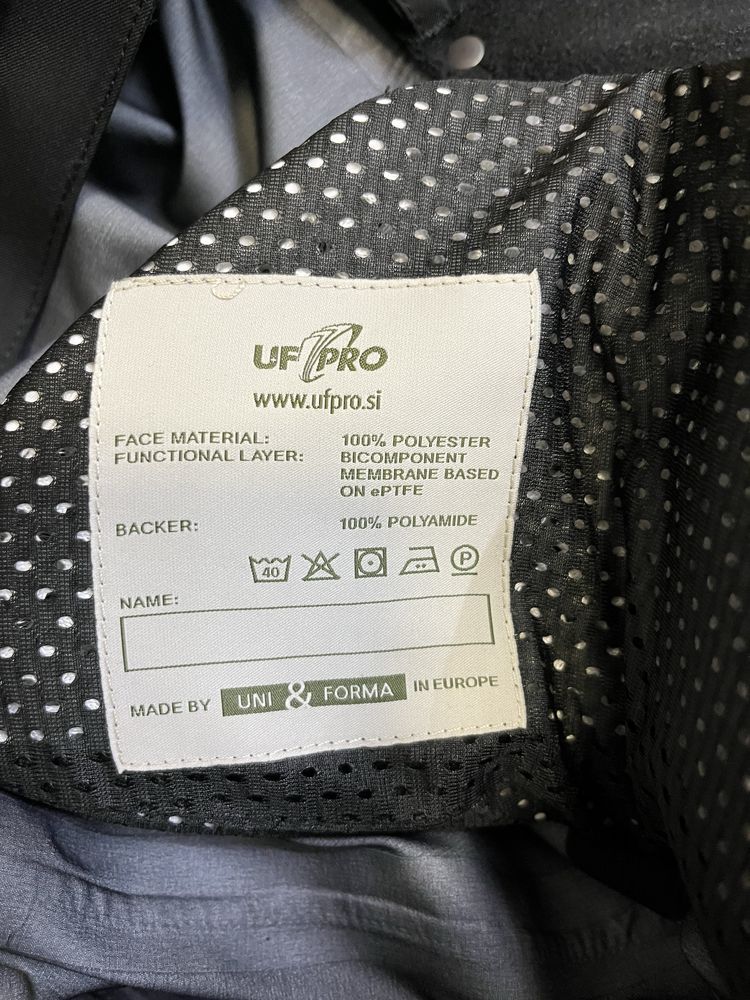 UF PRO
www.ufpro.si
FACE MATERIAL: 100% POLYESTER
FUNCTIONAL LAYER: BICOMPONENT
MEMBRANE BASED
ON ePTFE
BACKER: 100% POLYAMIDE
40 P
NAME:
MADE BY UNI & FORMA IN EUROPE